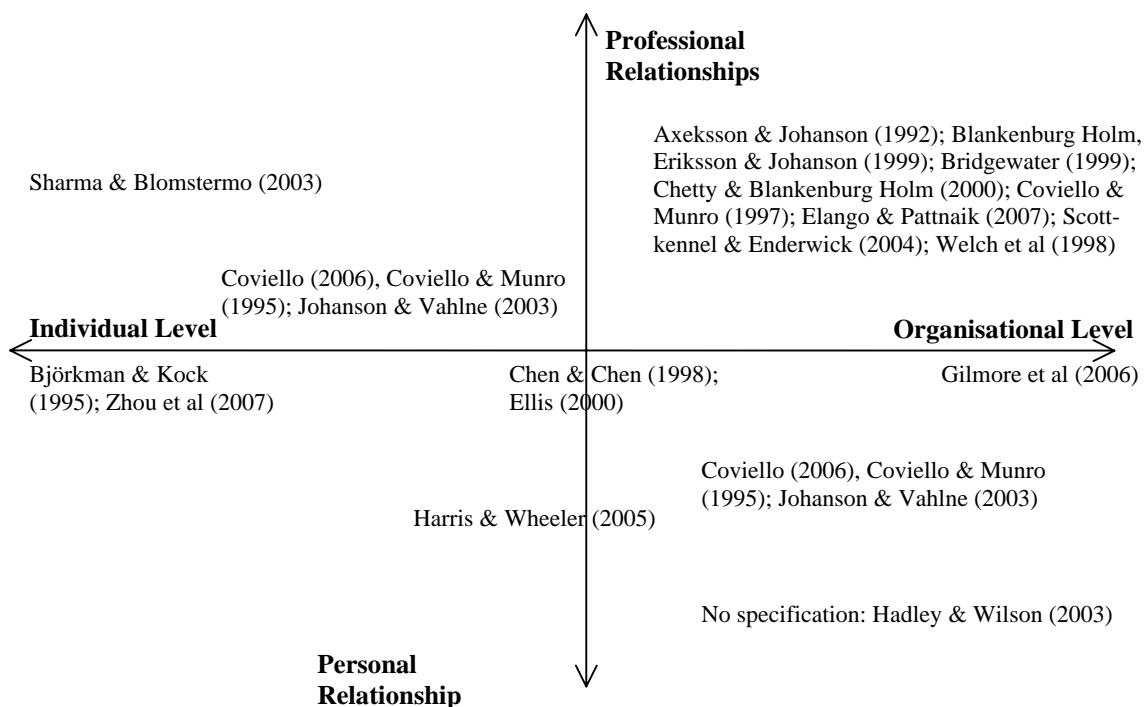 Professional
Relationships
Axeksson & Johanson (1992); Blankenburg Holm,
Eriksson & Johanson (1999); Bridgewater (1999);
Chetty & Blankenburg Holm (2000); Coviello &
Munro (1997); Elango & Pattnaik (2007); Scott-
kennel & Enderwick (2004); Welch et al (1998)
Sharma & Blomstermo (2003)
Coviello (2006), Coviello & Munro
(1995); Johanson & Vahlne (2003)
Individual Level
Organisational Level
Björkman & Kock
(1995); Zhou et al (2007)
Chen & Chen (1998);
Ellis (2000)
Gilmore et al (2006)
Coviello (2006), Coviello & Munro
(1995); Johanson & Vahlne (2003)
Harris & Wheeler (2005)
No specification: Hadley & Wilson (2003)
Personal
Relationship